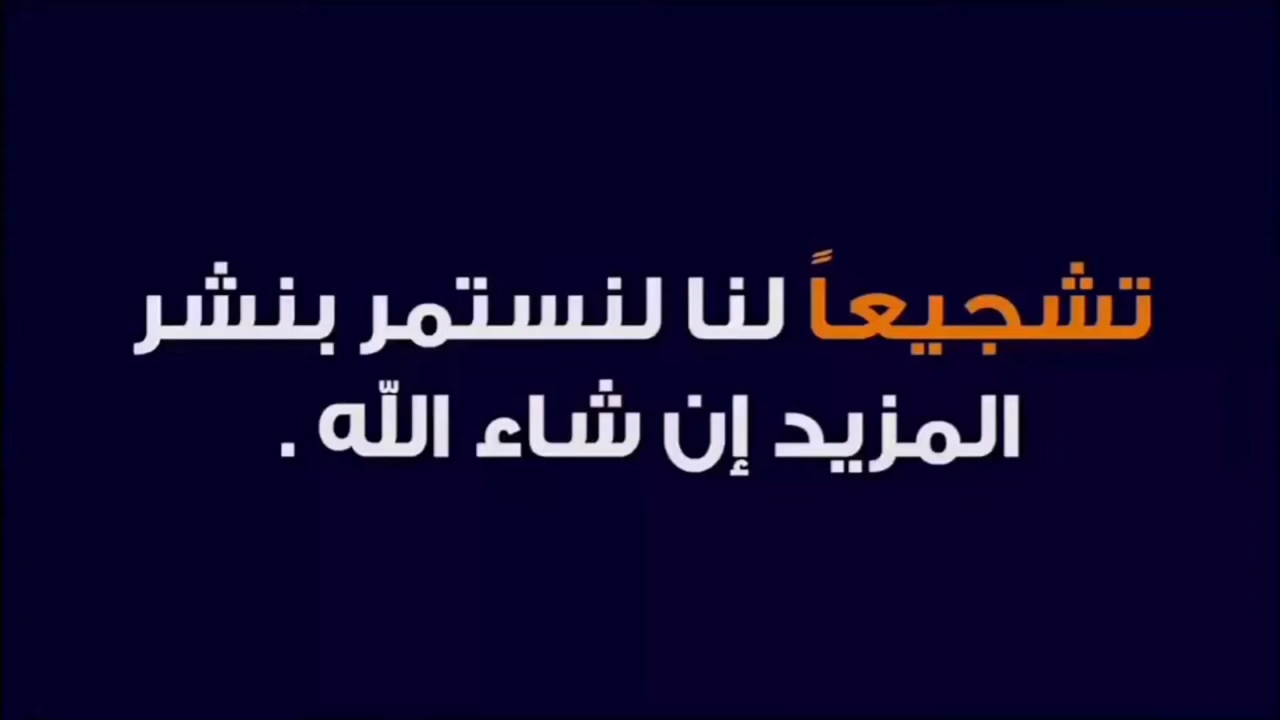 تشجيعاً لنا لنستمر بنشر
المزيد إن شاء الله .